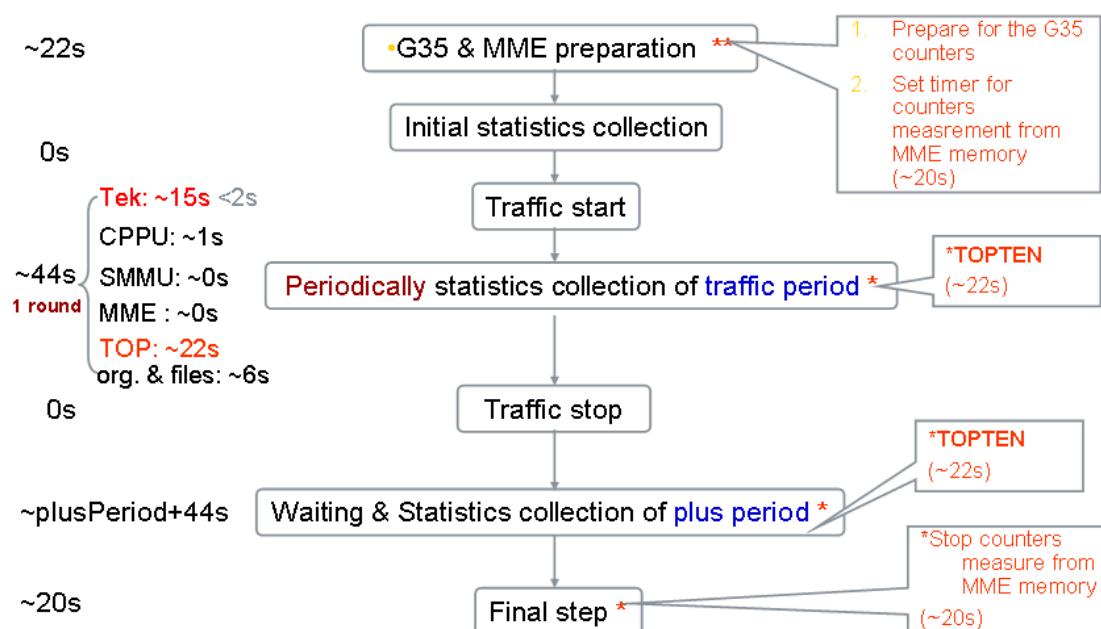 ~22s
•G35 & MME preparation **
1. Prepare for the G35
counters
2. Set timer for
counters
measrement from
MME memory
(~20s)
Initial statistics collection
0s
Traffic start
Tek: ~15s <2s
CPPU: ~1s
SMMU: ~0s
MME : ~0s
TOP: ~22s
org. & files: ~6s
~44s
1 round
Periodically statistics collection of traffic period *
*TOPTEN
(~22s)
0s
Traffic stop
*TOPTEN
(~22s)
~plusPeriod+44s
Waiting & Statistics collection of plus period *
*Stop counters
measure from
MME memory
(~20s)
~20s
Final step *